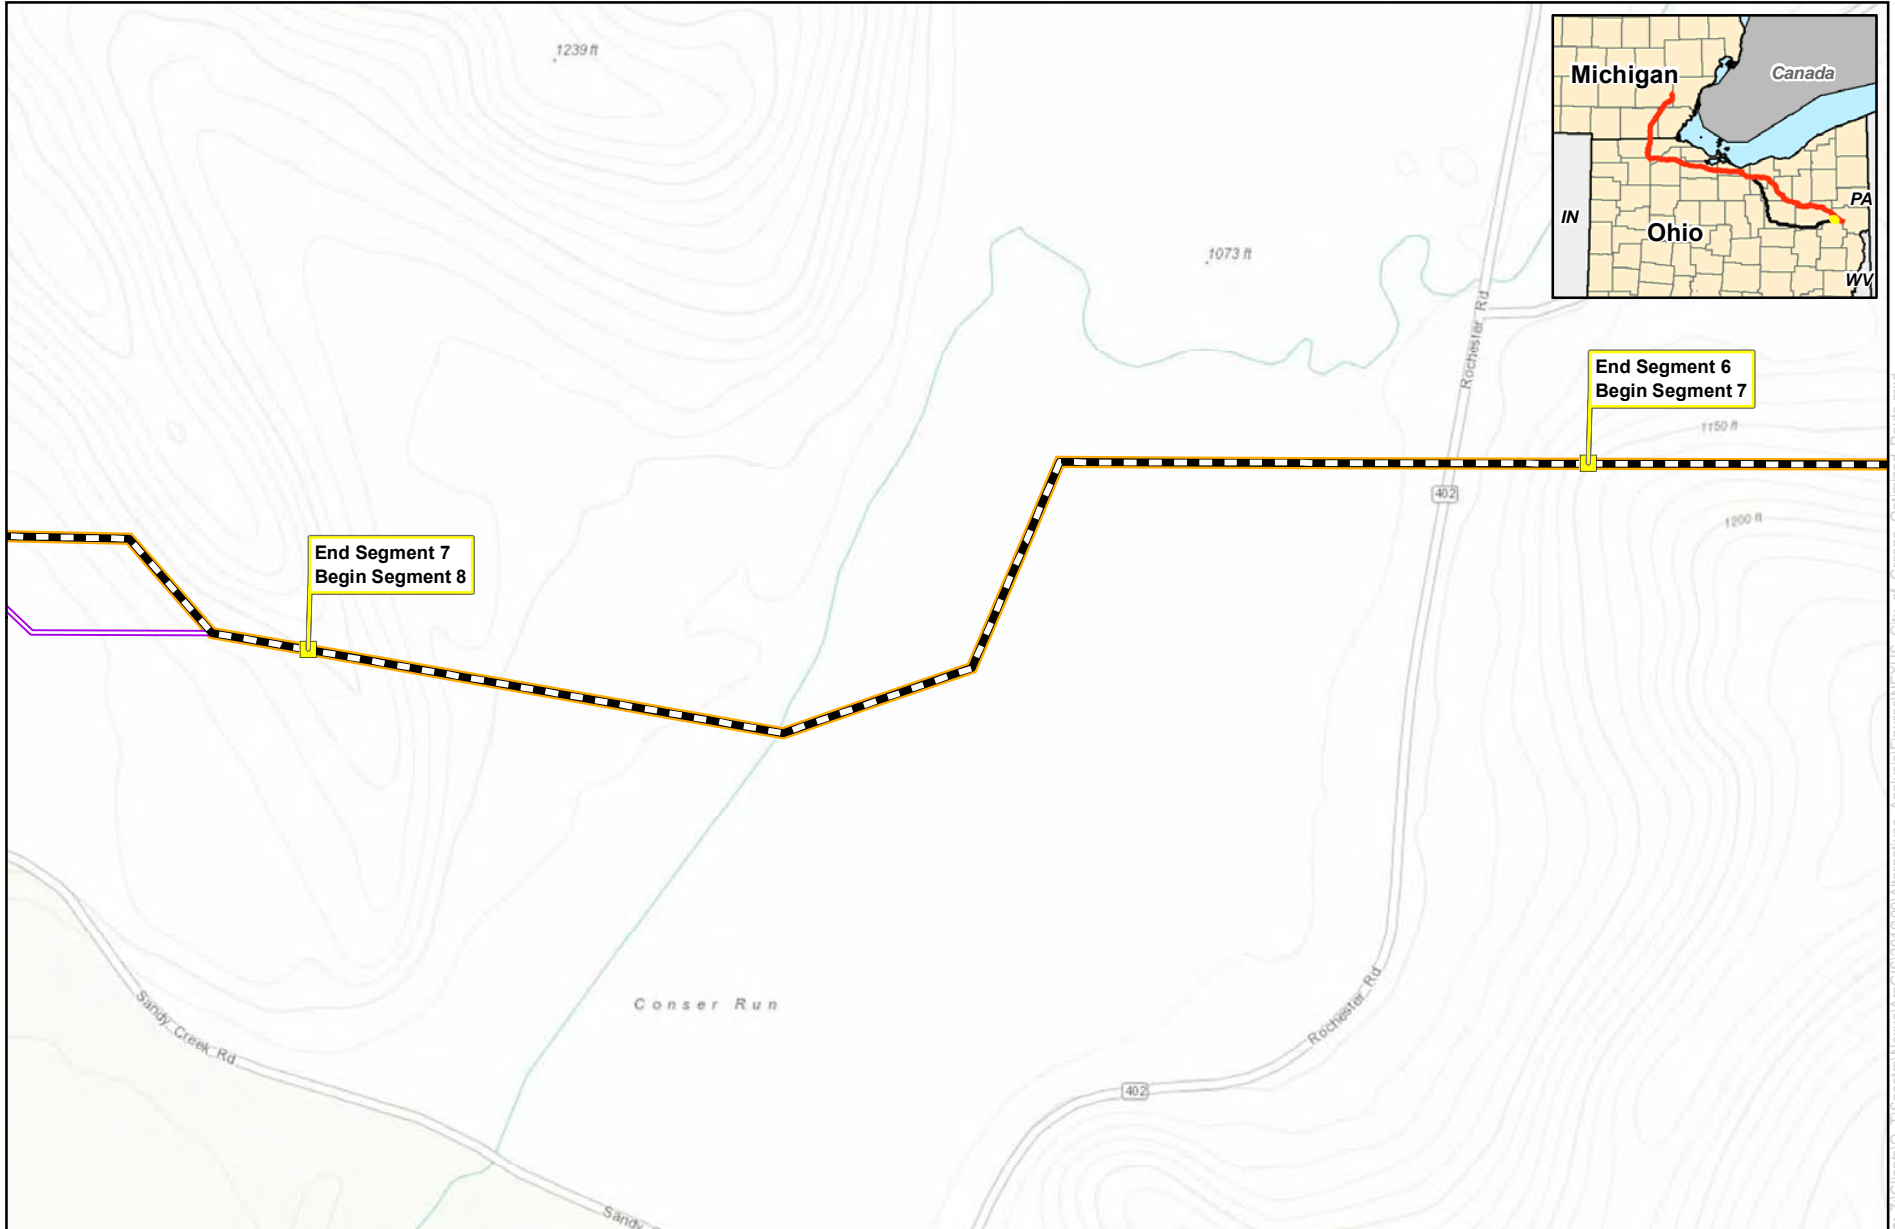 1239 ft
Michigan
Canada
PA
IN
Ohio
WV
1073 ft
Rochester Rd
End Segment 6
Begin Segment 7
1150 ft
402
1200 ft
End Segment 7
Begin Segment 8
Conser Run
Rochester Rd
Sandy Creek Rd
402
Sandy